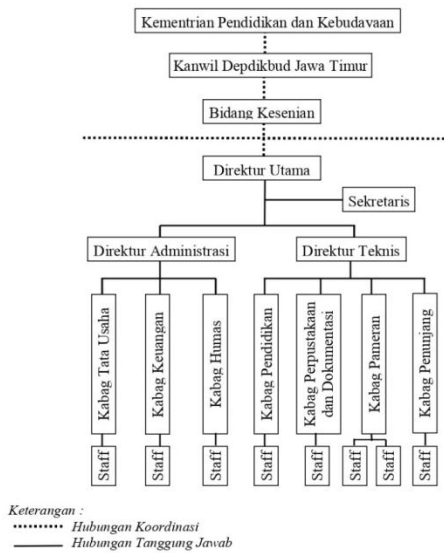 Kementrian Pendidikan dan Kebudavaan
Kanwil Depdikbud Jawa Timur
Bidang Kesenian
Direktur Utama
Sekretaris
Direktur Administrasi
Direktur Teknis
Kabag Tata Usaha
Kabag Keuangan
Kabag Humas
Kabag Pendidikan
Kabag Perpustakaan
dan Dokumentasi
Kabag Pameran
Kabag Penunjang
Staff
Staff
Staff
Staff
Staff
Staff
Staff
Staff
Keterangan :
Hubungan Koordinasi
Hubungan Tanggung Jawab